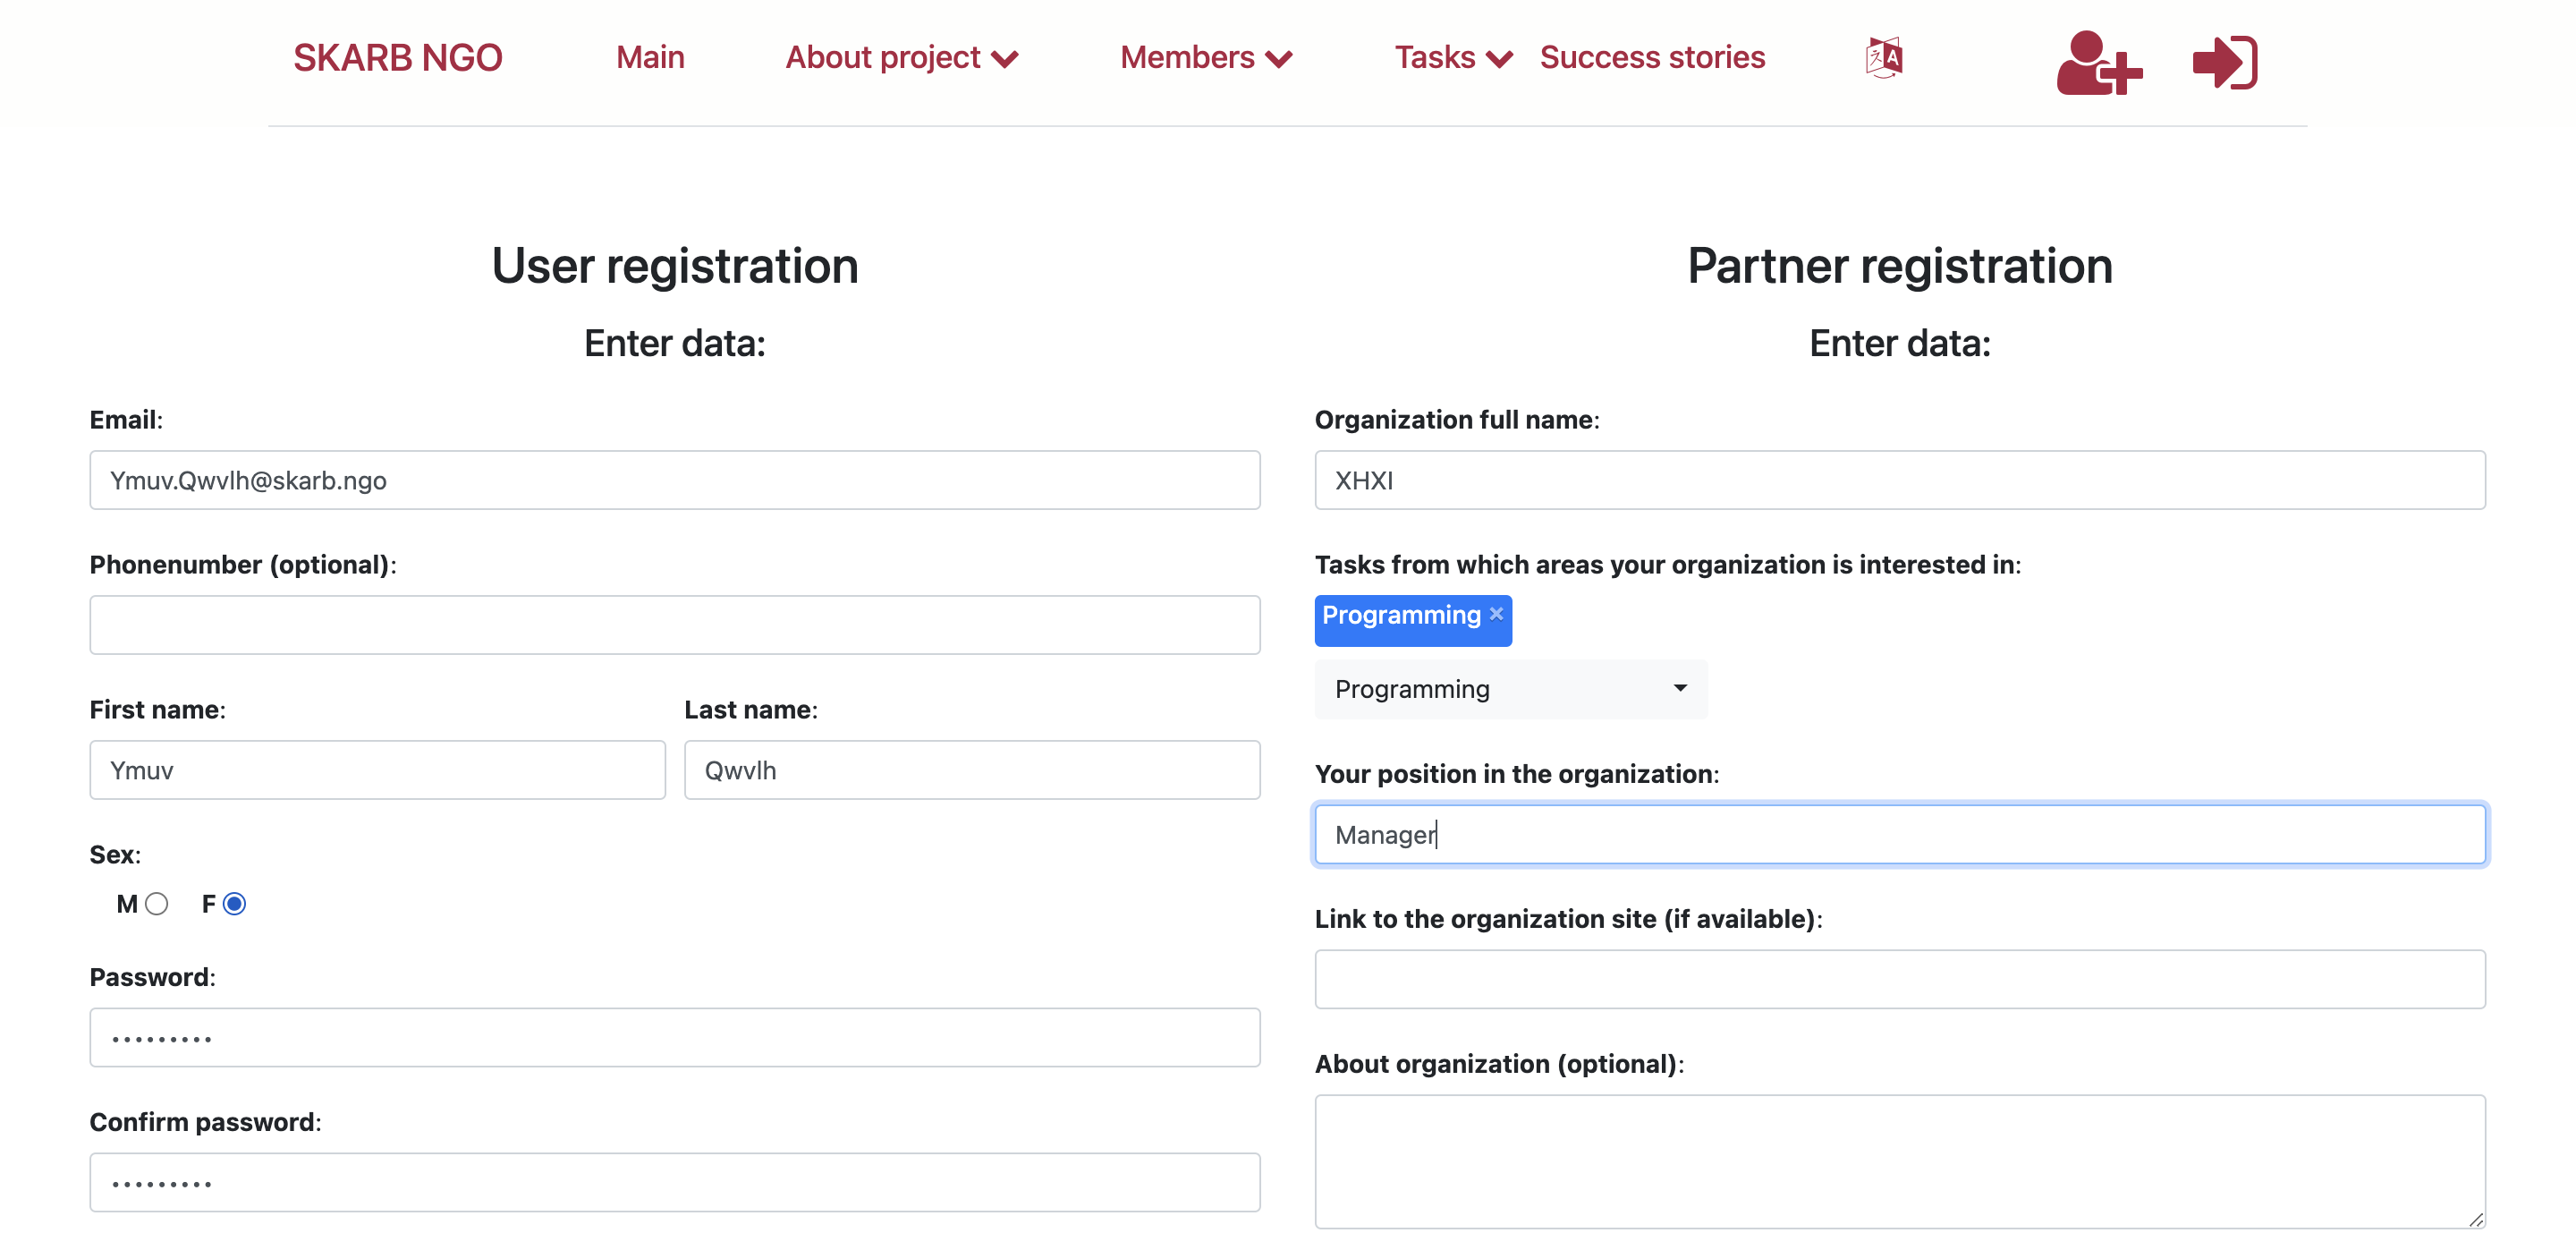 SKARB NGO Main About project Members Tasks Success stories
User registration
Enter data:
Email:
Ymuv.Qwvlh@skarb.ngo
Phonenumber (optional):
First name: Last name:
Ymuv Qwvlh
Sex:
M F
Password:
•••••••••
Confirm password:
•••••••••
Partner registration
Enter data:
Organization full name:
XHXI
Tasks from which areas your organization is interested in:
Programming ×
Programming
Your position in the organization:
Manager
Link to the organization site (if available):
About organization (optional):